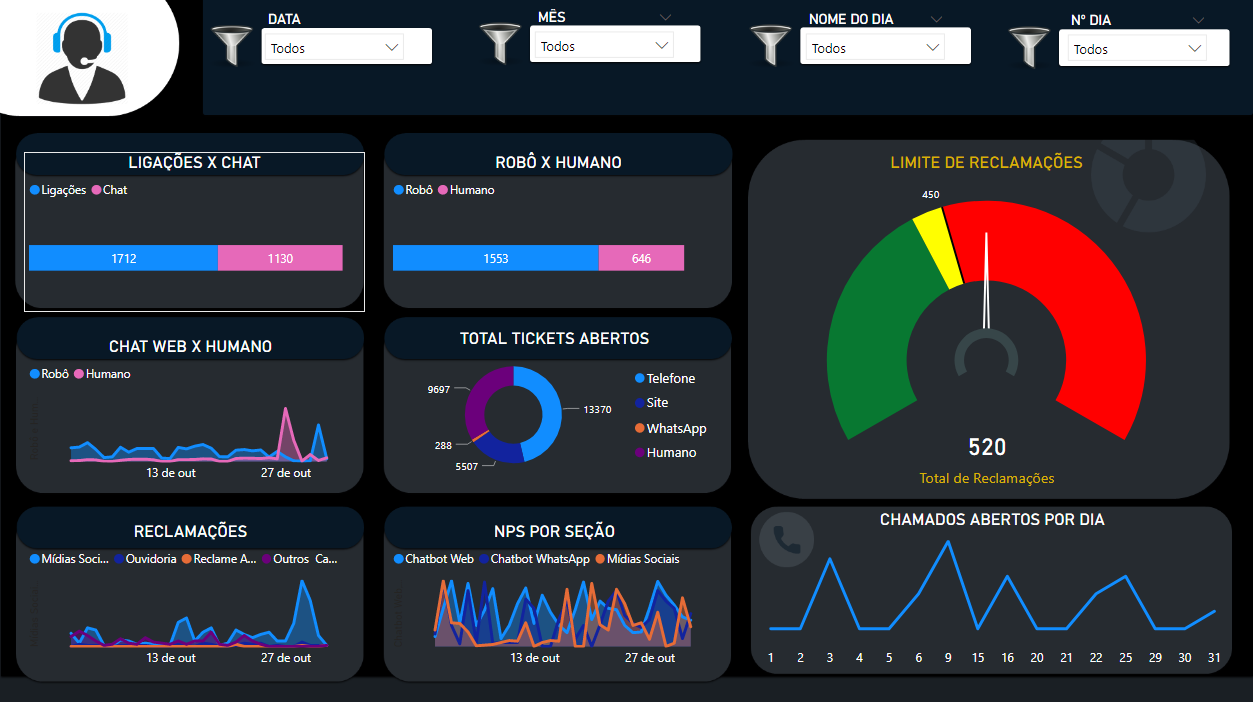 DATA
Todos
MÊS
Todos
NOME DO DIA
Todos
Nº DIA
Todos
LIGAÇÕES X CHAT
Ligações Chat
1712 1130
ROBÔ X HUMANO
Robô Humano
1553 646
LIMITE DE RECLAMAÇÕES
450
520
Total de Reclamações
CHAT WEB X HUMANO
Robô Humano
13 de out 27 de out
TOTAL TICKETS ABERTOS
9697
13370
288
5507
Telefone
Site
WhatsApp
Humano
RECLAMAÇÕES
Mídias Soci... Ouvidoria Reclame A... Outros Ca...
13 de out 27 de out
NPS POR SEÇÃO
Chatbot Web Chatbot WhatsApp Mídias Sociais
13 de out 27 de out
CHAMADOS ABERTOS POR DIA
1 2 3 4 5 6 9 15 16 20 21 22 25 29 30 31